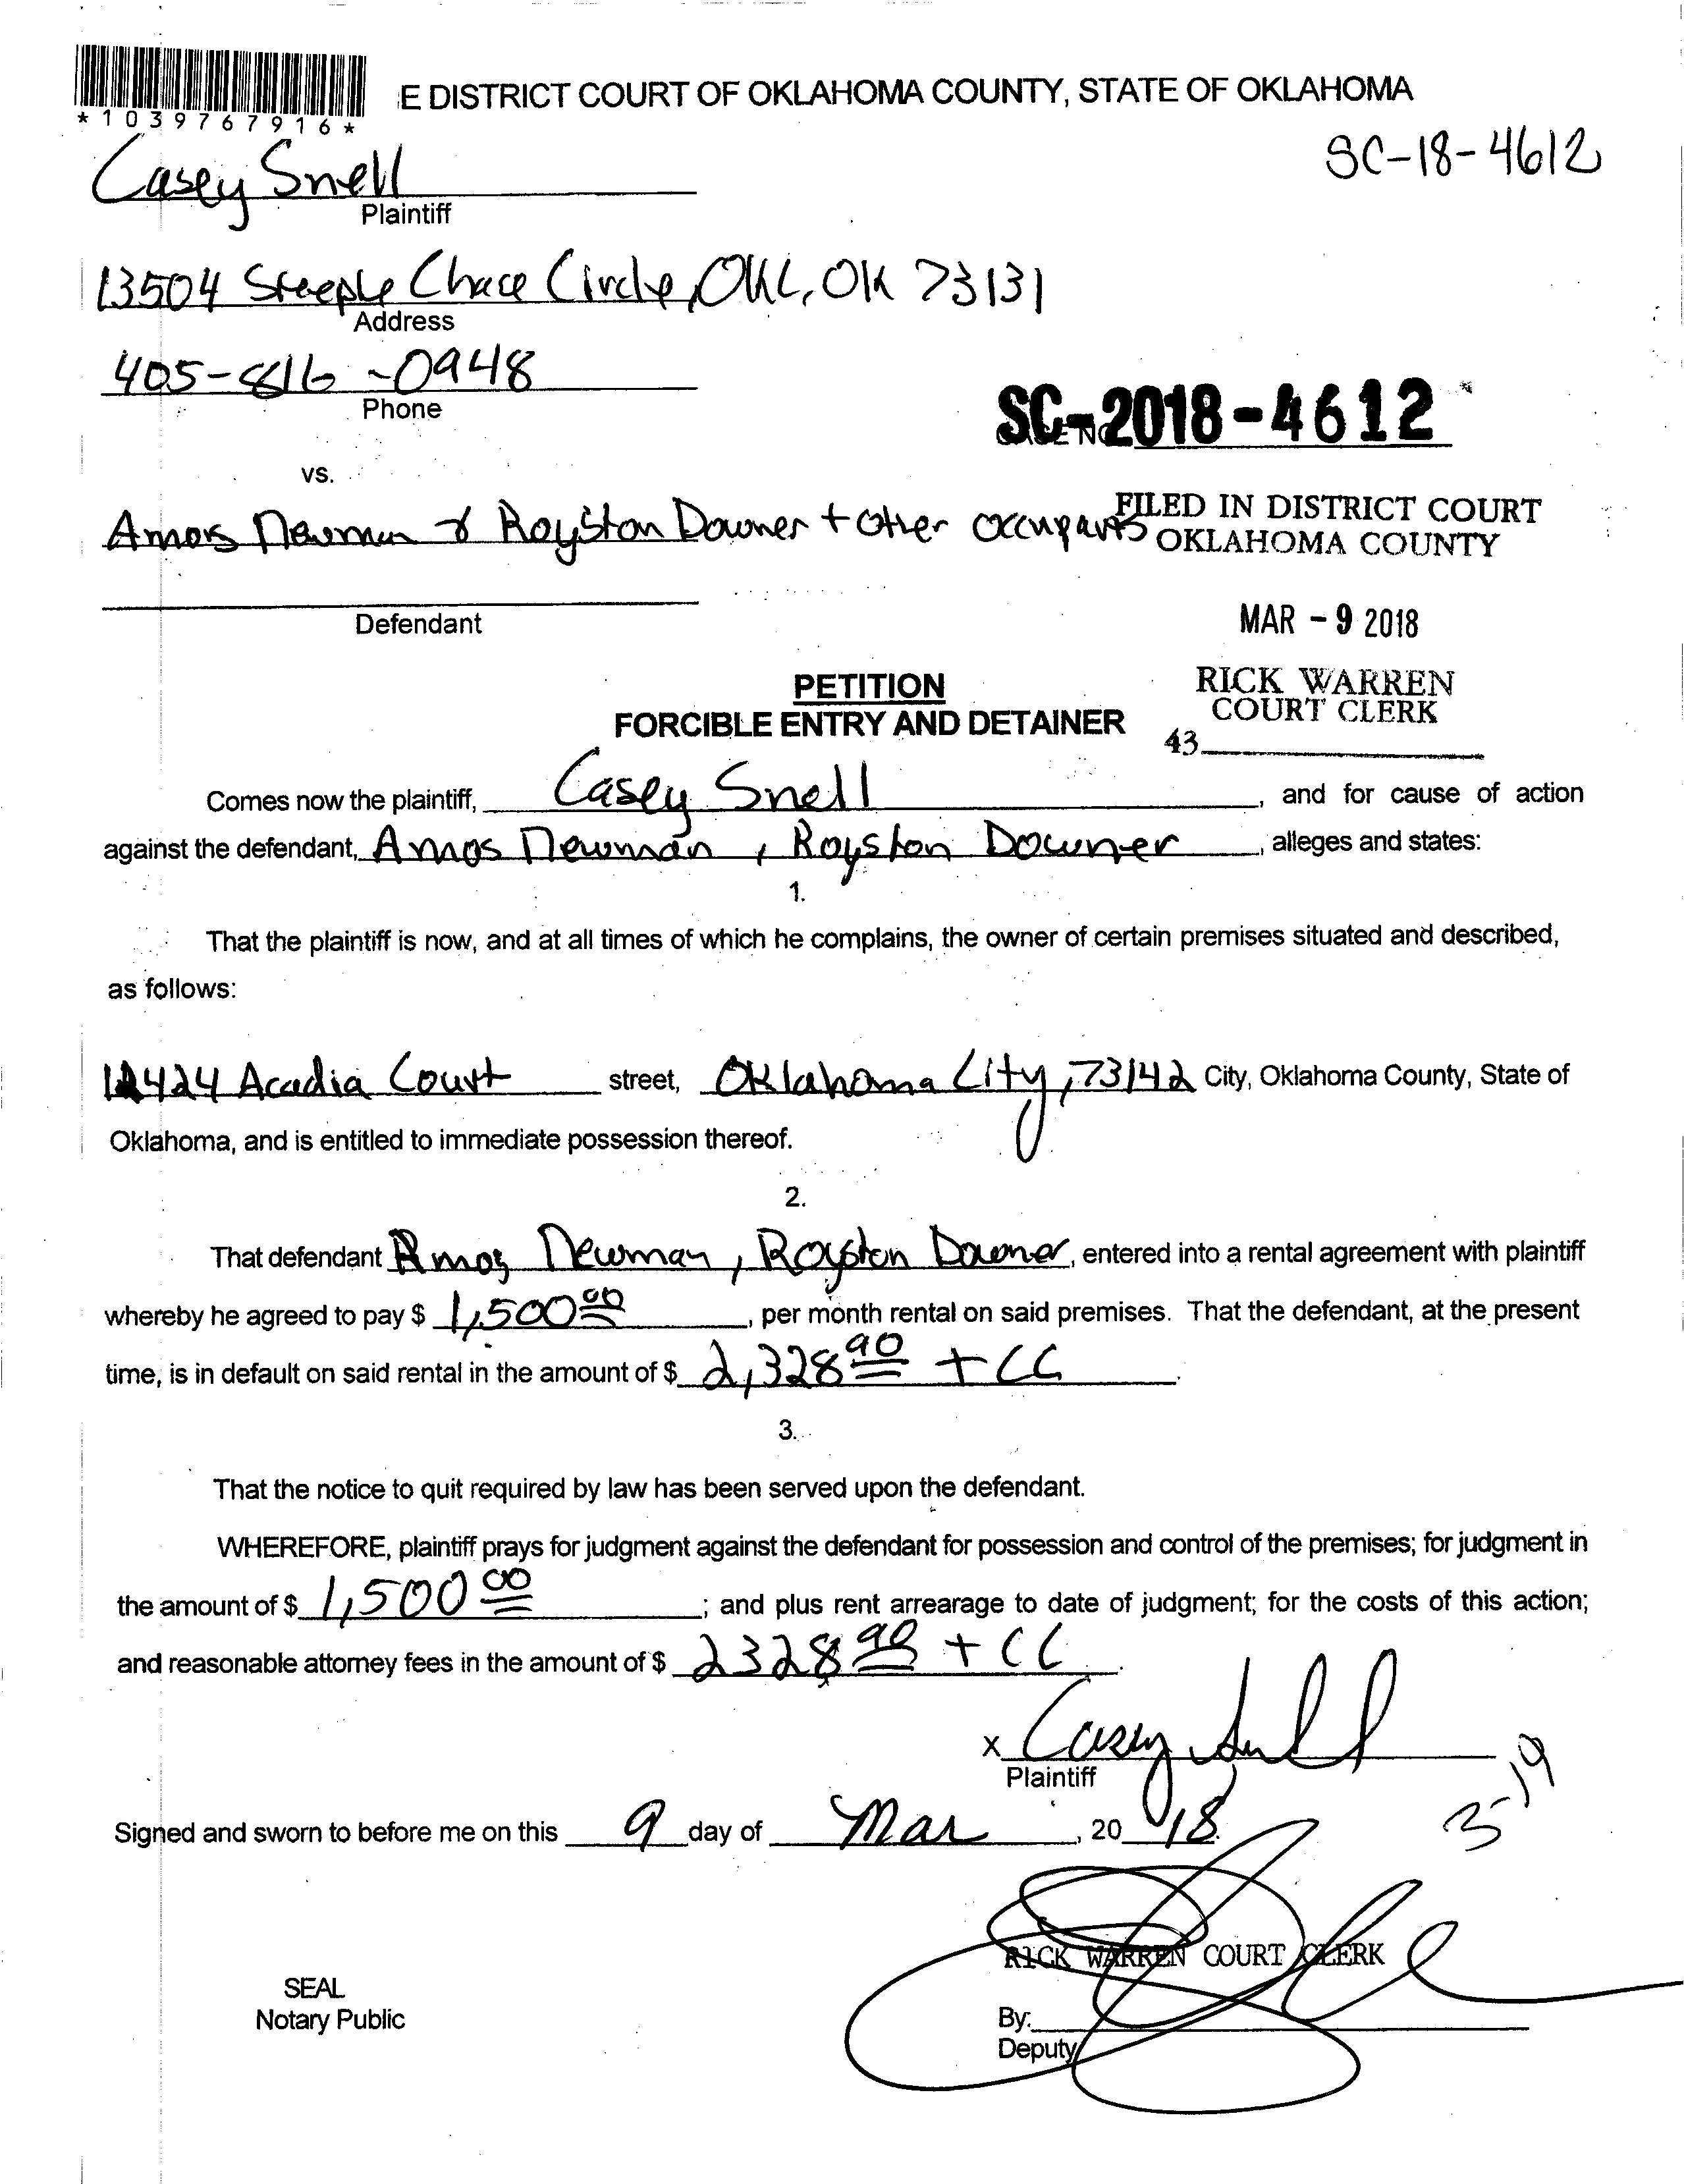 *1039767916*
E DISTRICT COURT OF OKLAHOMA COUNTY, STATE OF OKLAHOMA
SC-18-4612
Casey Snell
Plaintiff
13504 Steeple Chace Circle, OKC, OK 73131
Address
405-816-0948
Phone
SC-2018-4612
vs.
Amos Newman & Royston Downer + other occupants
FILED IN DISTRICT COURT
OKLAHOMA COUNTY
Defendant
MAR - 9 2018
PETITION
FORCIBLE ENTRY AND DETAINER
RICK WARREN
COURT CLERK
43
Comes now the plaintiff, Casey Snell, and for cause of action
against the defendant, Amos Newman, Royston Downer, alleges and states:
1.
That the plaintiff is now, and at all times of which he complains, the owner of certain premises situated and described,
as follows:
12424 Acadia Court street, Oklahoma City, 73142 City, Oklahoma County, State of
Oklahoma, and is entitled to immediate possession thereof.
2.
That defendant Amos Newman, Royston Downer, entered into a rental agreement with plaintiff
whereby he agreed to pay $ 1,500 00, per month rental on said premises. That the defendant, at the present
time, is in default on said rental in the amount of $ 2,328 90 + CC.
3.
That the notice to quit required by law has been served upon the defendant.
WHEREFORE, plaintiff prays for judgment against the defendant for possession and control of the premises; for judgment in
the amount of $ 1,500 00; and plus rent arrearage to date of judgment; for the costs of this action;
and reasonable attorney fees in the amount of $ 2328 90 + CC.
X Casey Snell
Plaintiff
3-19
Signed and sworn to before me on this 9 day of Mar, 20 18.
RICK WARREN COURT CLERK
SEAL
Notary Public
By:
Deputy